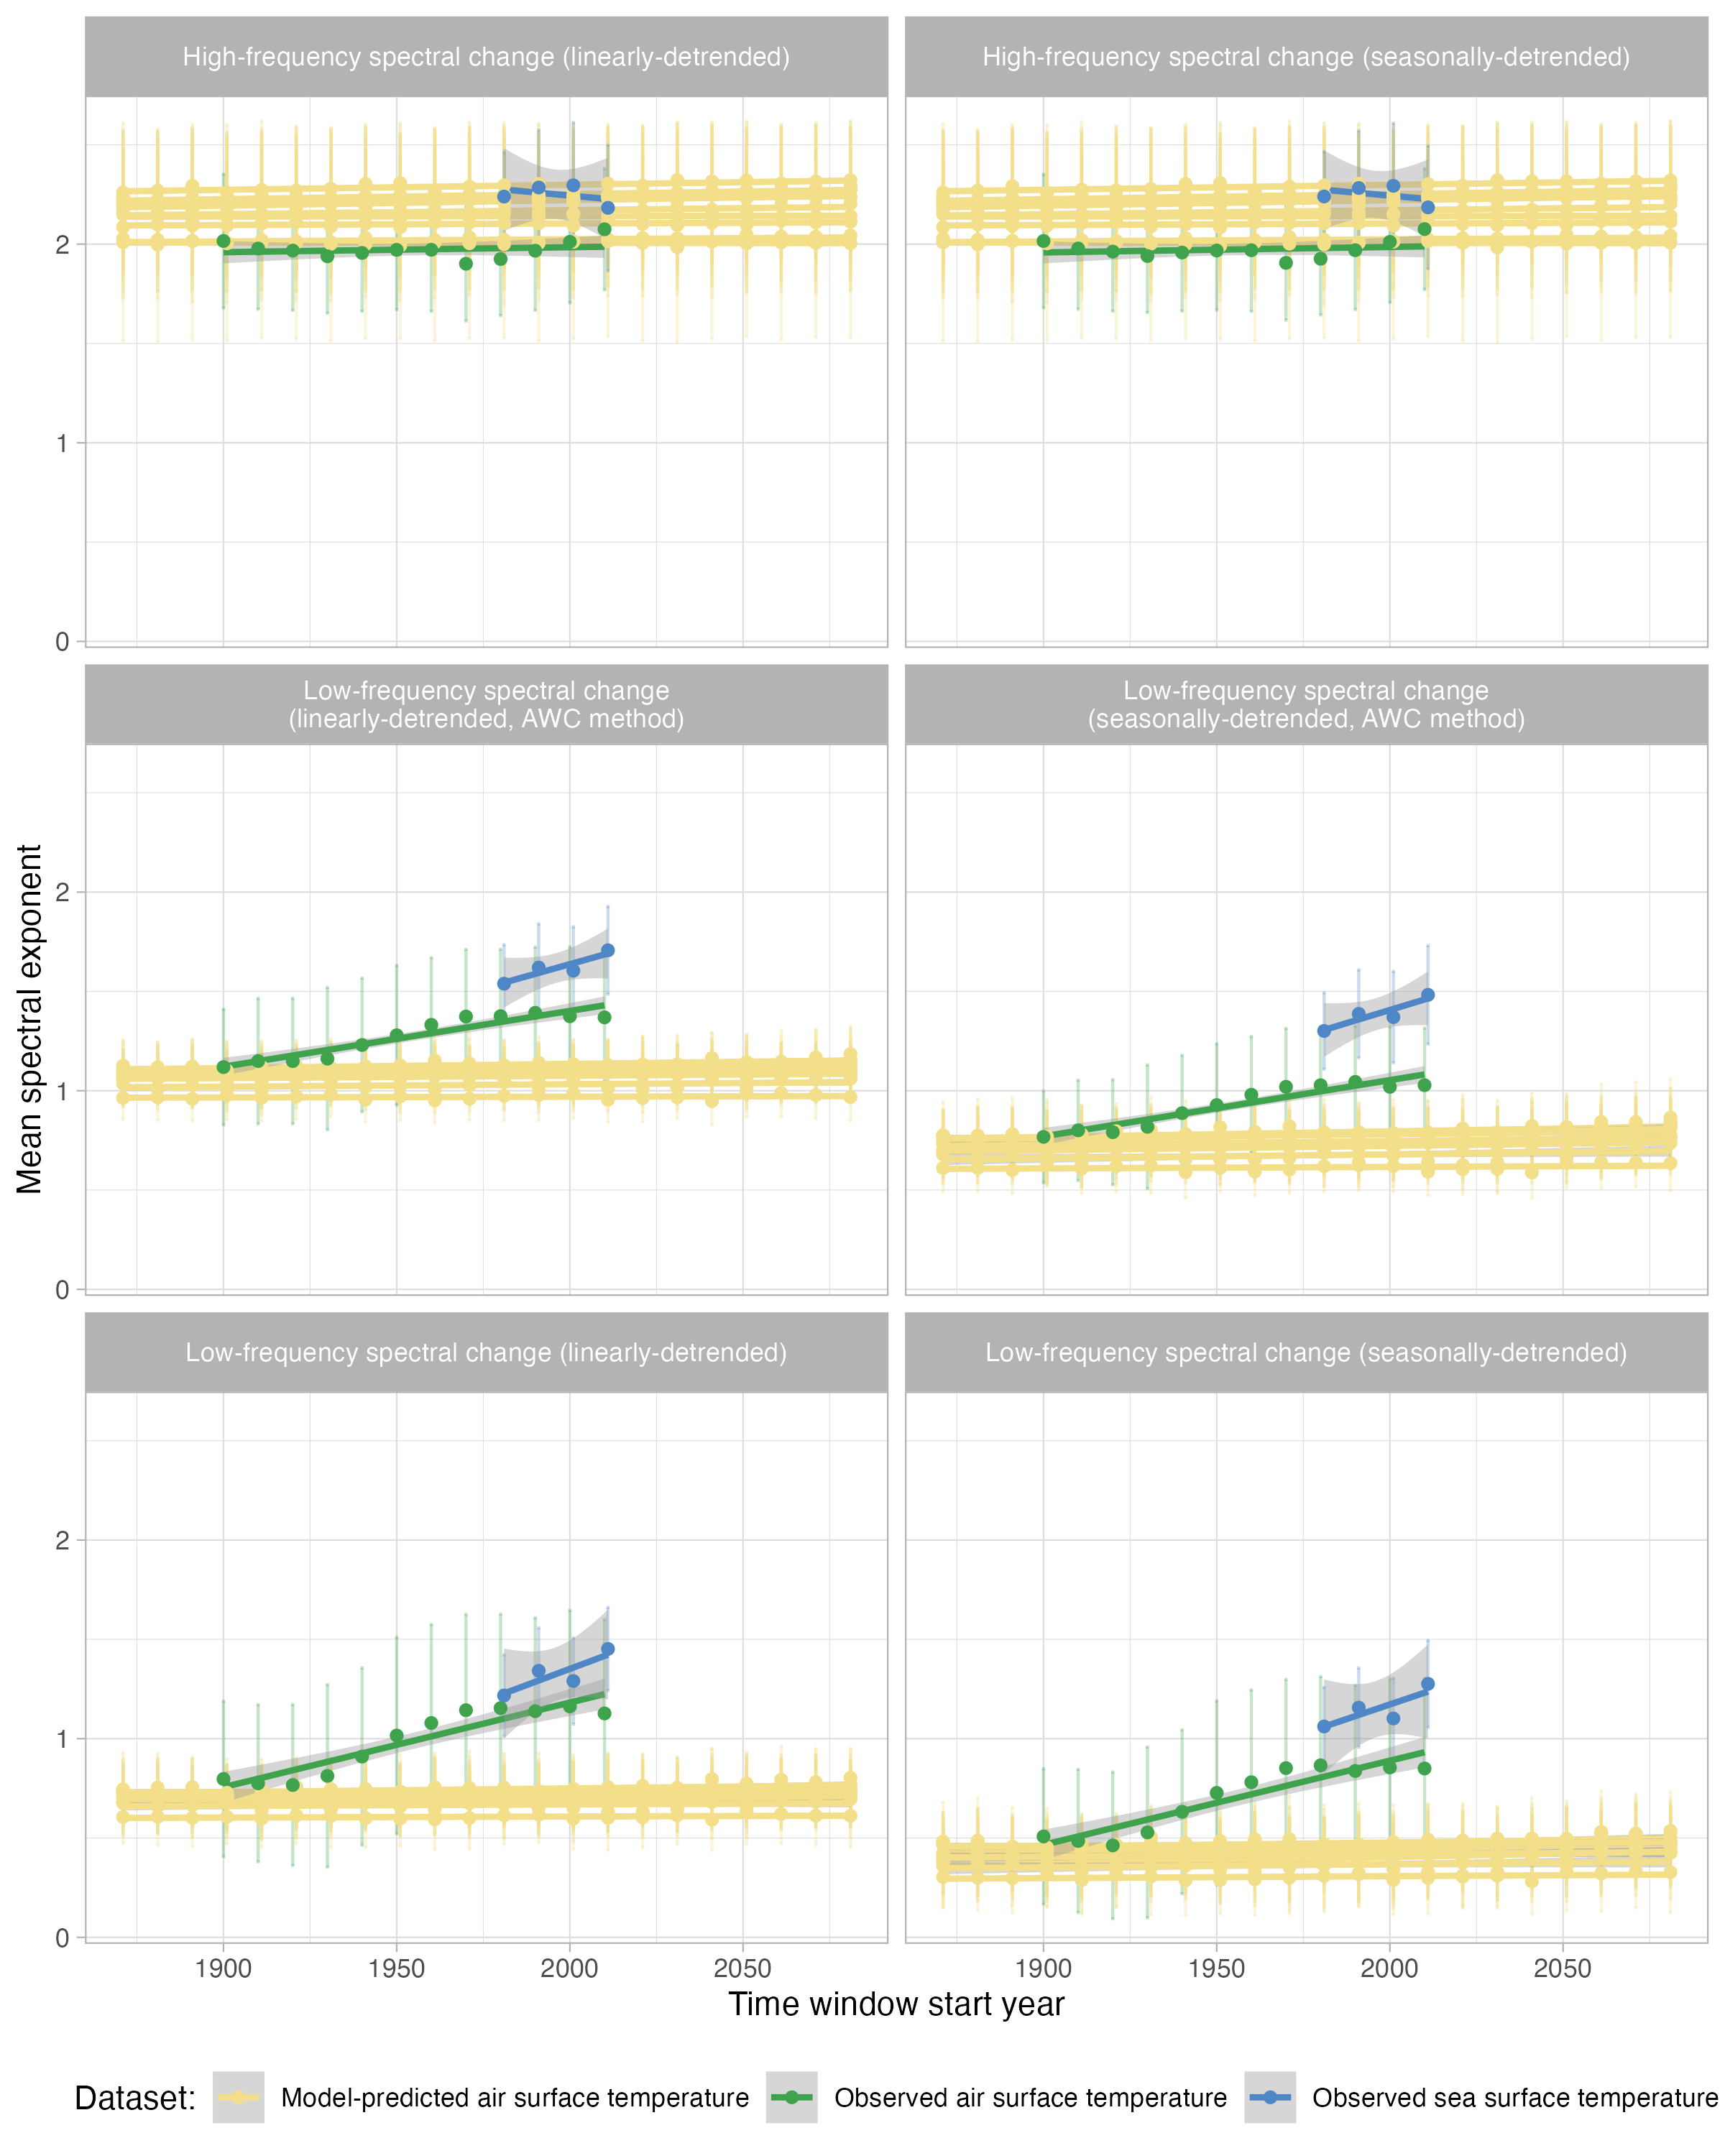 High-frequency spectral change (linearly-detrended)
High-frequency spectral change (seasonally-detrended)
2
1
0
Low-frequency spectral change
(linearly-detrended, AWC method)
Low-frequency spectral change
(seasonally-detrended, AWC method)
2
1
0
Mean spectral exponent
Low-frequency spectral change (linearly-detrended)
Low-frequency spectral change (seasonally-detrended)
2
1
0
1900 1950 2000 2050
1900 1950 2000 2050
Time window start year
Dataset: Model-predicted air surface temperature Observed air surface temperature Observed sea surface temperature